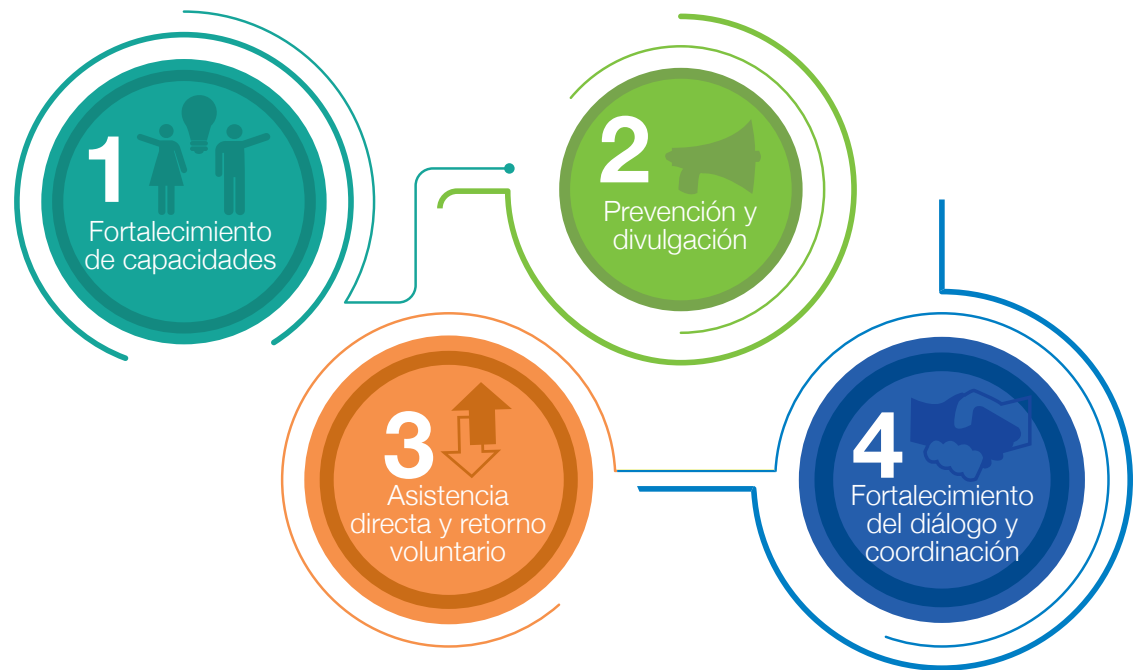 1
Fortalecimiento
de capacidades
2
Prevención y
divulgación
3
Asistencia
directa y retorno
voluntario
4
Fortalecimiento
del diálogo y
coordinación